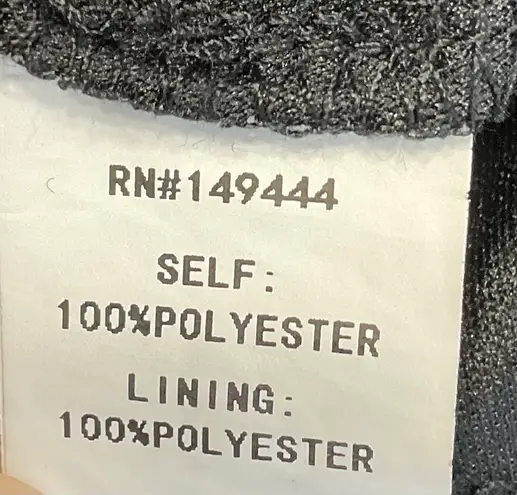 RN#149444
SELF:
100%POLYESTER
LINING:
100%POLYESTER